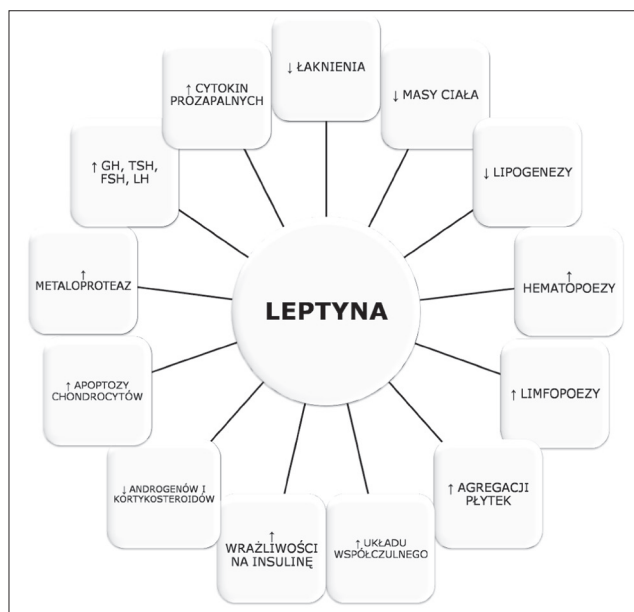 ↓ ŁAKNIENIA
↓ MASY CIAŁA
↓ LIPOGENEZY
↑
HEMATOPOEZY
↑ LIMFOPOEZY
↑ AGREGACJI
PŁYTEK
↑ UKŁADU
WSPÓŁCZULNEGO
↑
WRAŻLIWOŚCI
NA INSULINĘ
↓ ANDROGENÓW I
KORTYKOSTEROIDÓW
↑ APOPTOZY
CHONDROCYTÓW
↑
METALOPROTEAZ
↑ GH, TSH,
FSH, LH
↑ CYTOKIN
PROZAPALNYCH
LEPTYNA